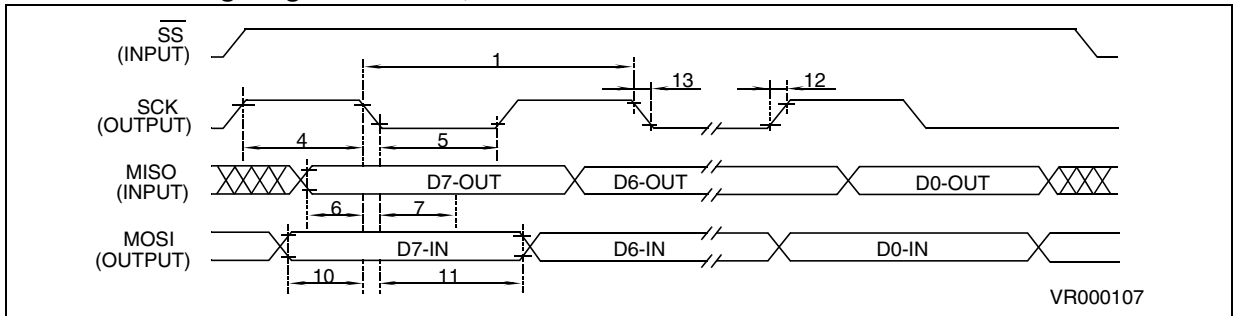 SS
(INPUT)
1
13
12
SCK
(OUTPUT)
4
5
MISO
(INPUT)
D7-OUT
D6-OUT
D0-OUT
6
7
MOSI
(OUTPUT)
D7-IN
D6-IN
D0-IN
10
11
VR000107